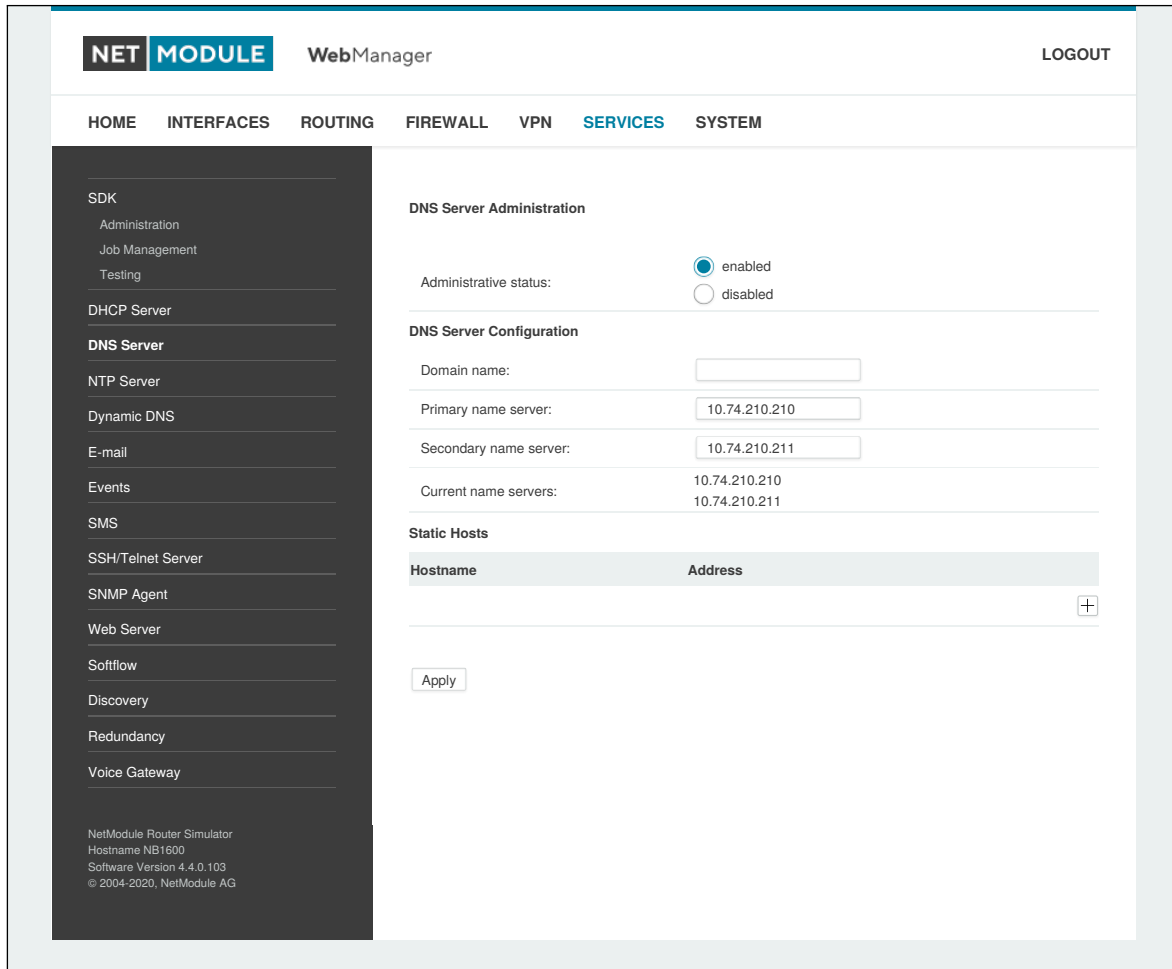 NET MODULE WebManager LOGOUT
HOME INTERFACES ROUTING FIREWALL VPN SERVICES SYSTEM
SDK
Administration
Job Management
Testing
DHCP Server
DNS Server
NTP Server
Dynamic DNS
E-mail
Events
SMS
SSH/Telnet Server
SNMP Agent
Web Server
Softflow
Discovery
Redundancy
Voice Gateway
NetModule Router Simulator
Hostname NB1600
Software Version 4.4.0.103
© 2004-2020, NetModule AG
DNS Server Administration
Administrative status:
enabled
disabled
DNS Server Configuration
Domain name:
Primary name server: 10.74.210.210
Secondary name server: 10.74.210.211
Current name servers:
10.74.210.210
10.74.210.211
Static Hosts
Hostname Address
Apply